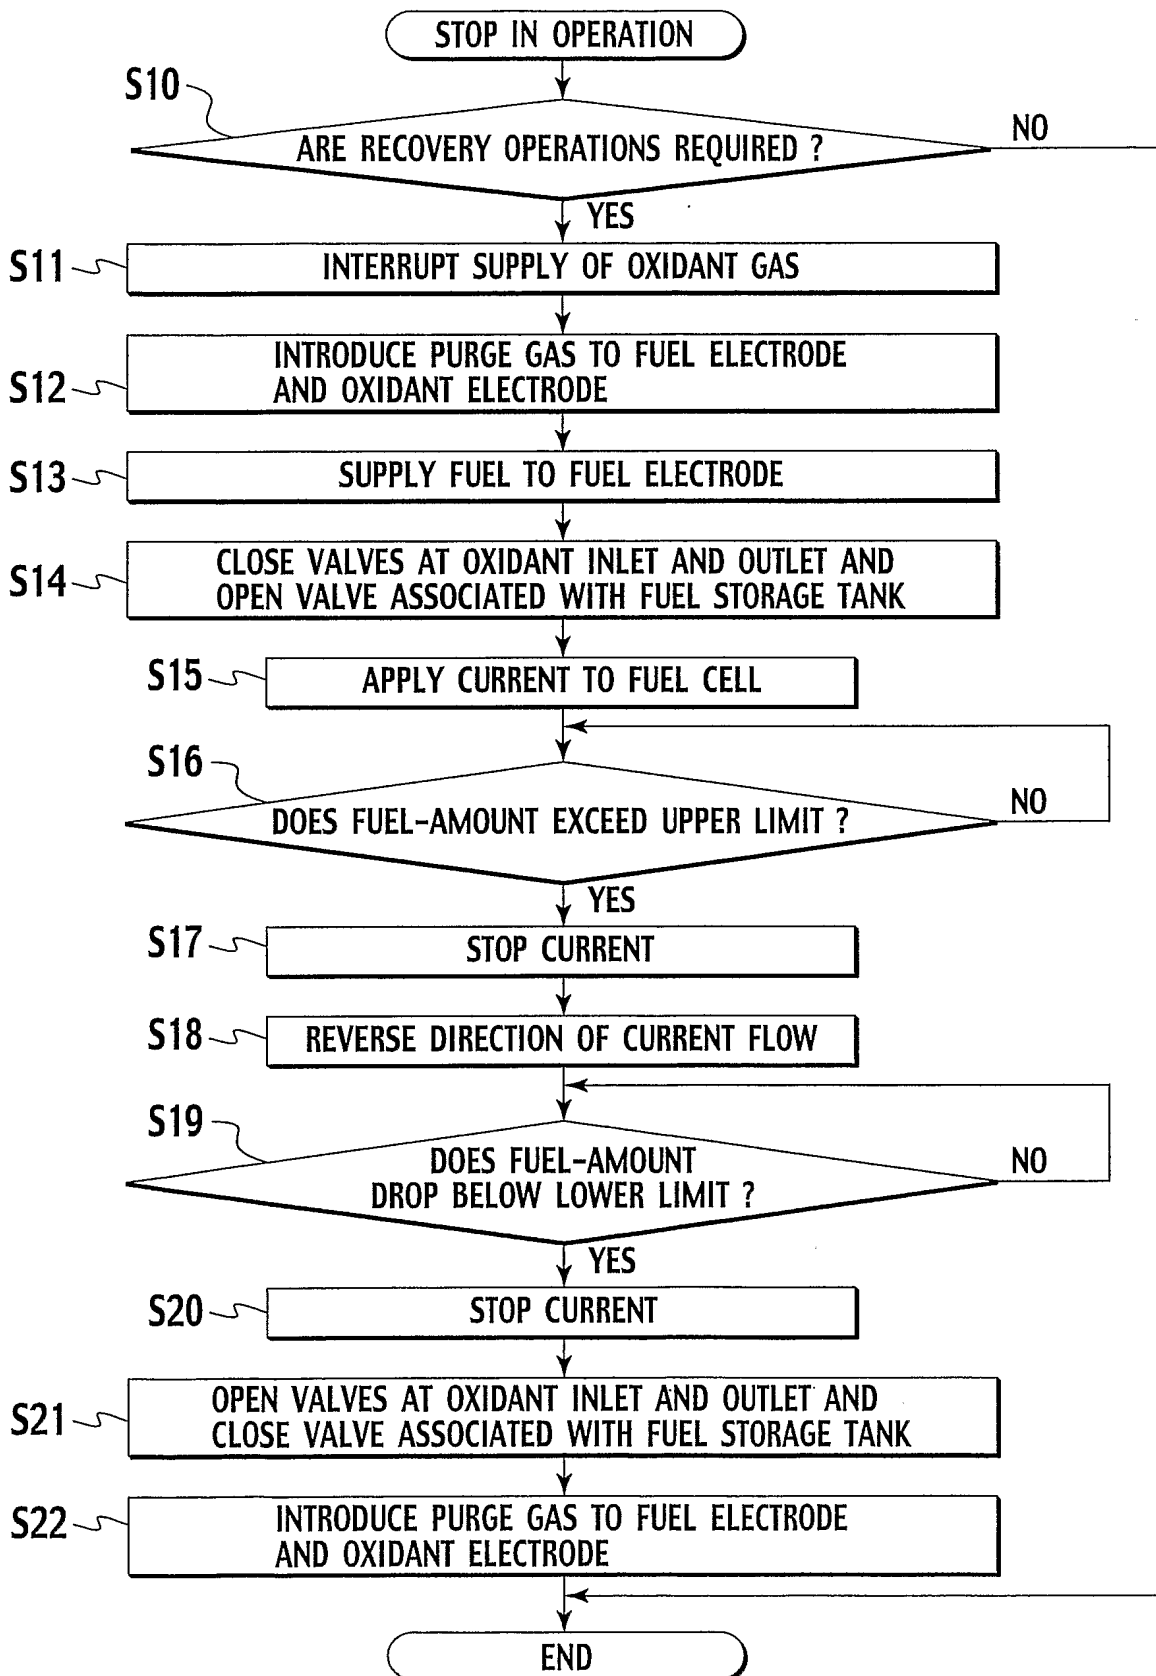 STOP IN OPERATION
S10
ARE RECOVERY OPERATIONS REQUIRED ?
NO
YES
S11
INTERRUPT SUPPLY OF OXIDANT GAS
S12
INTRODUCE PURGE GAS TO FUEL ELECTRODE
AND OXIDANT ELECTRODE
S13
SUPPLY FUEL TO FUEL ELECTRODE
S14
CLOSE VALVES AT OXIDANT INLET AND OUTLET AND
OPEN VALVE ASSOCIATED WITH FUEL STORAGE TANK
S15
APPLY CURRENT TO FUEL CELL
S16
DOES FUEL-AMOUNT EXCEED UPPER LIMIT ?
NO
YES
S17
STOP CURRENT
S18
REVERSE DIRECTION OF CURRENT FLOW
S19
DOES FUEL-AMOUNT
DROP BELOW LOWER LIMIT ?
NO
YES
S20
STOP CURRENT
S21
OPEN VALVES AT OXIDANT INLET AND OUTLET AND
CLOSE VALVE ASSOCIATED WITH FUEL STORAGE TANK
S22
INTRODUCE PURGE GAS TO FUEL ELECTRODE
AND OXIDANT ELECTRODE
END